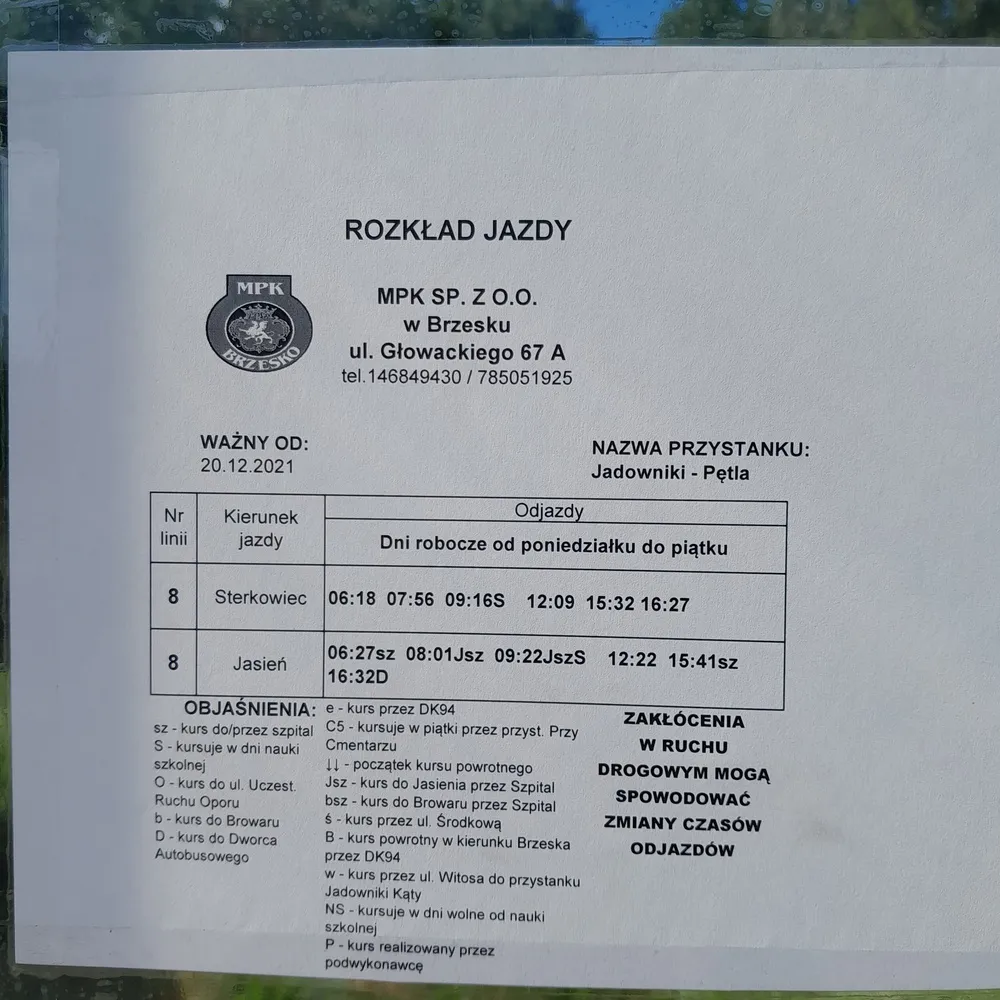 ROZKŁAD JAZDY
MPK
BRZESKO
MPK SP. Z O.O.
w Brzesku
ul. Głowackiego 67 A
tel.146849430 / 785051925
WAŻNY OD:
20.12.2021
NAZWA PRZYSTANKU:
Jadowniki - Pętla
Nr linii
Kierunek jazdy
Odjazdy
Dni robocze od poniedziałku do piątku
8 Sterkowiec 06:18 07:56 09:16S 12:09 15:32 16:27
8 Jasień 06:27sz 08:01Jsz 09:22JszS 12:22 15:41sz
16:32D
OBJAŚNIENIA:
sz - kurs do/przez szpital
S - kursuje w dni nauki
szkolnej
O - kurs do ul. Uczest.
Ruchu Oporu
b - kurs do Browaru
D - kurs do Dworca
Autobusowego
e - kurs przez DK94
C5 - kursuje w piątki przez przyst. Przy
Cmentarzu
↓↓ - początek kursu powrotnego
Jsz - kurs do Jasienia przez Szpital
bsz - kurs do Browaru przez Szpital
ś - kurs przez ul. Środkową
B - kurs powrotny w kierunku Brzeska
przez DK94
w - kurs przez ul. Witosa do przystanku
Jadowniki Kąty
NS - kursuje w dni wolne od nauki
szkolnej
P - kurs realizowany przez
podwykonawcę
ZAKŁÓCENIA
W RUCHU
DROGOWYM MOGĄ
SPOWODOWAĆ
ZMIANY CZASÓW
ODJAZDÓW